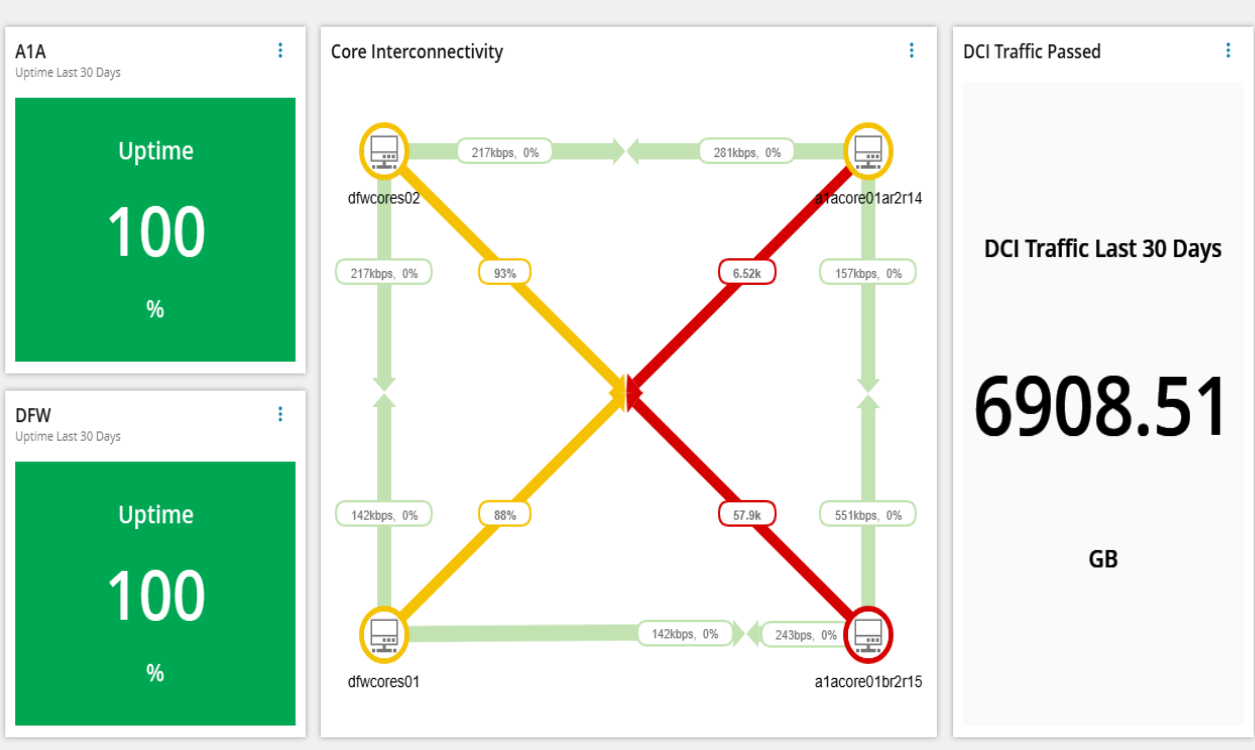 A1A
Uptime Last 30 Days
Uptime
100
%
DFW
Uptime Last 30 Days
Uptime
100
%
Core Interconnectivity
217kbps, 0%
281kbps, 0%
dfwcores02
a1acore01ar2r14
217kbps, 0%
93%
6.52k
157kbps, 0%
142kbps, 0%
88%
57.9k
551kbps, 0%
142kbps, 0%
243bps, 0%
dfwcores01
a1acore01br2r15
DCI Traffic Passed
DCI Traffic Last 30 Days
6908.51
GB